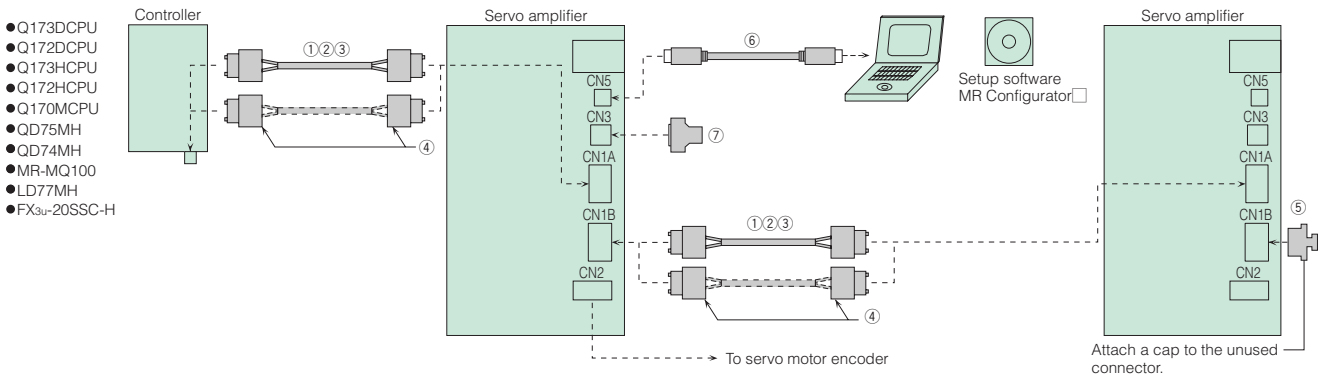 Controller
●Q173DCPU
●Q172DCPU
●Q173HCPU
●Q172HCPU
●Q170MCPU
●QD75MH
●QD74MH
●MR-MQ100
●LD77MH
●FX3u-20SSC-H
①②③
④
Servo amplifier
CN5
CN3
CN1A
CN1B
CN2
⑥
⑦
Setup software
MR Configurator□
①②③
④
To servo motor encoder
Servo amplifier
CN5
CN3
CN1A
CN1B
CN2
⑤
Attach a cap to the unused
connector.